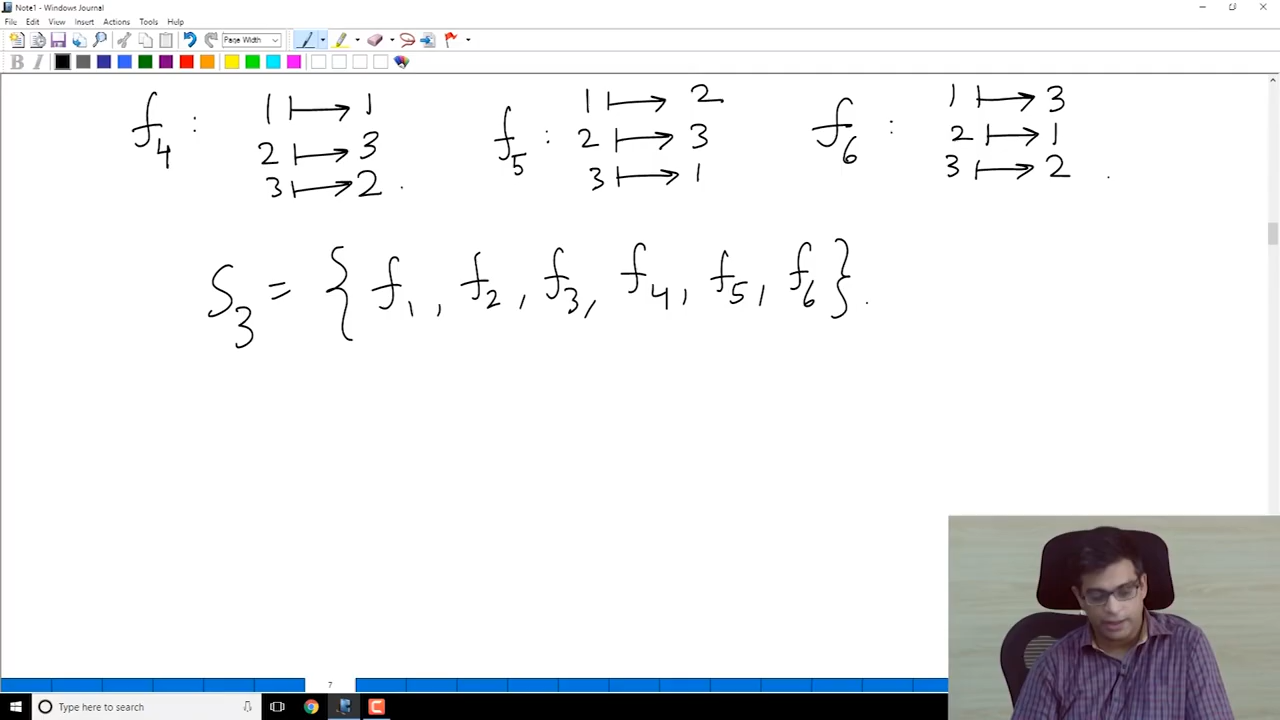 Note1 - Windows Journal
File Edit View Insert Actions Tools Help
Page Width
B I
f4 : 1 ↦ 1 f5 : 1 ↦ 2 f6 : 1 ↦ 3
2 ↦ 3 2 ↦ 3 2 ↦ 1
3 ↦ 2 . 3 ↦ 1 3 ↦ 2 .
S3 = { f1 , f2 , f3 , f4 , f5 , f6 } .
7
Type here to search